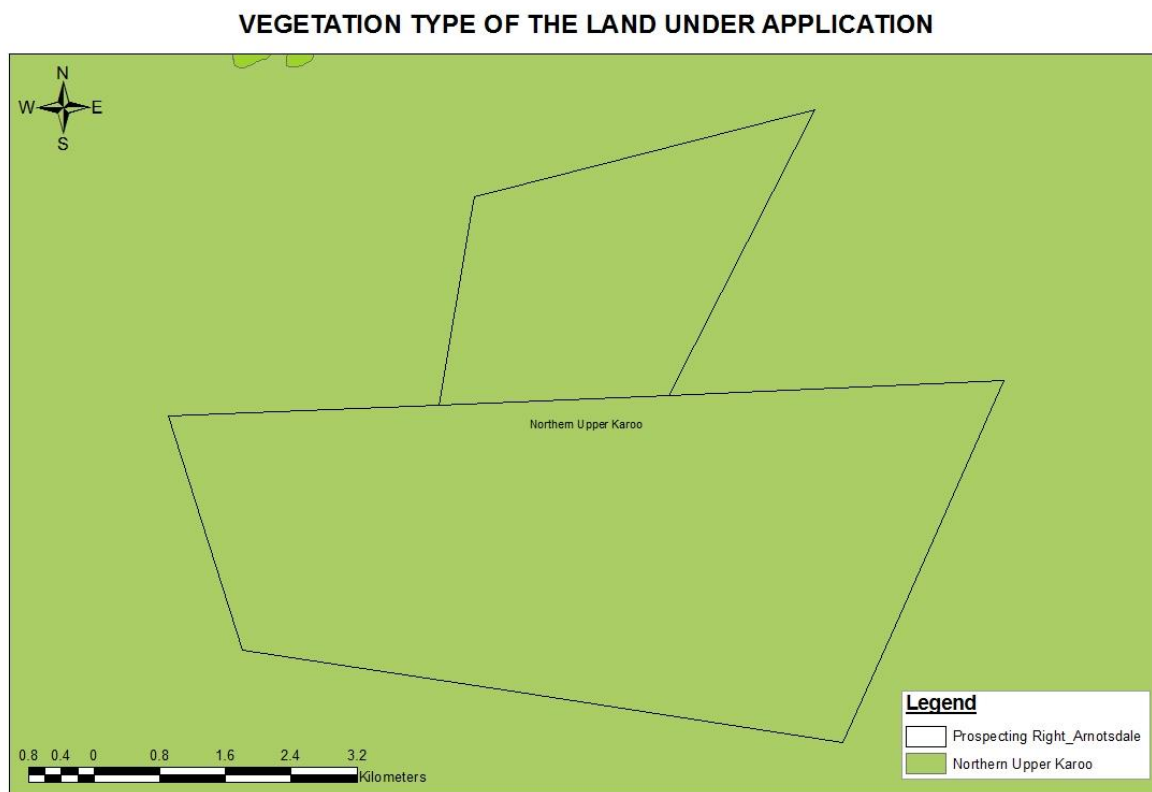 VEGETATION TYPE OF THE LAND UNDER APPLICATION
N
W E
S
Northern Upper Karoo
Legend
Prospecting Right_Arnotsdale
Northern Upper Karoo
0.8 0.4 0 0.8 1.6 2.4 3.2
Kilometers